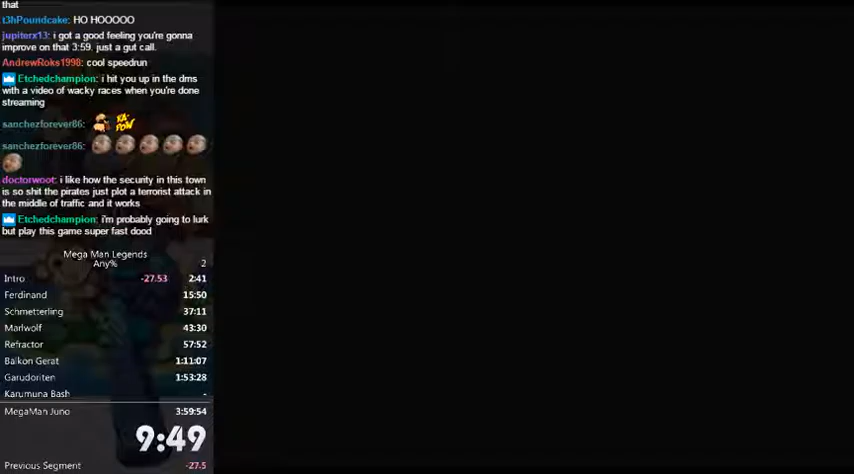 that
t3hPoundcake: HO HOOOOO
jupiterx13: i got a good feeling you're gonna
improve on that 3:59. just a gut call.
AndrewRoks1998: cool speedrun
Etchedchampion: i hit you up in the dms
with a video of wacky races when you're done
streaming
sanchezforever86: KA-POW
sanchezforever86:
doctorwoot: i like how the security in this town
is so shit the pirates just plot a terrorist attack in
the middle of traffic and it works
Etchedchampion: i'm probably going to lurk
but play this game super fast dood
Mega Man Legends
Any% 2
Intro -27.53 2:41
Ferdinand 15:50
Schmetterling 37:11
Marlwolf 43:30
Refractor 57:52
Balkon Gerat 1:11:07
Garudoriten 1:53:28
Karumuna Bash -
MegaMan Juno 3:59:54
9:49
Previous Segment -27.5